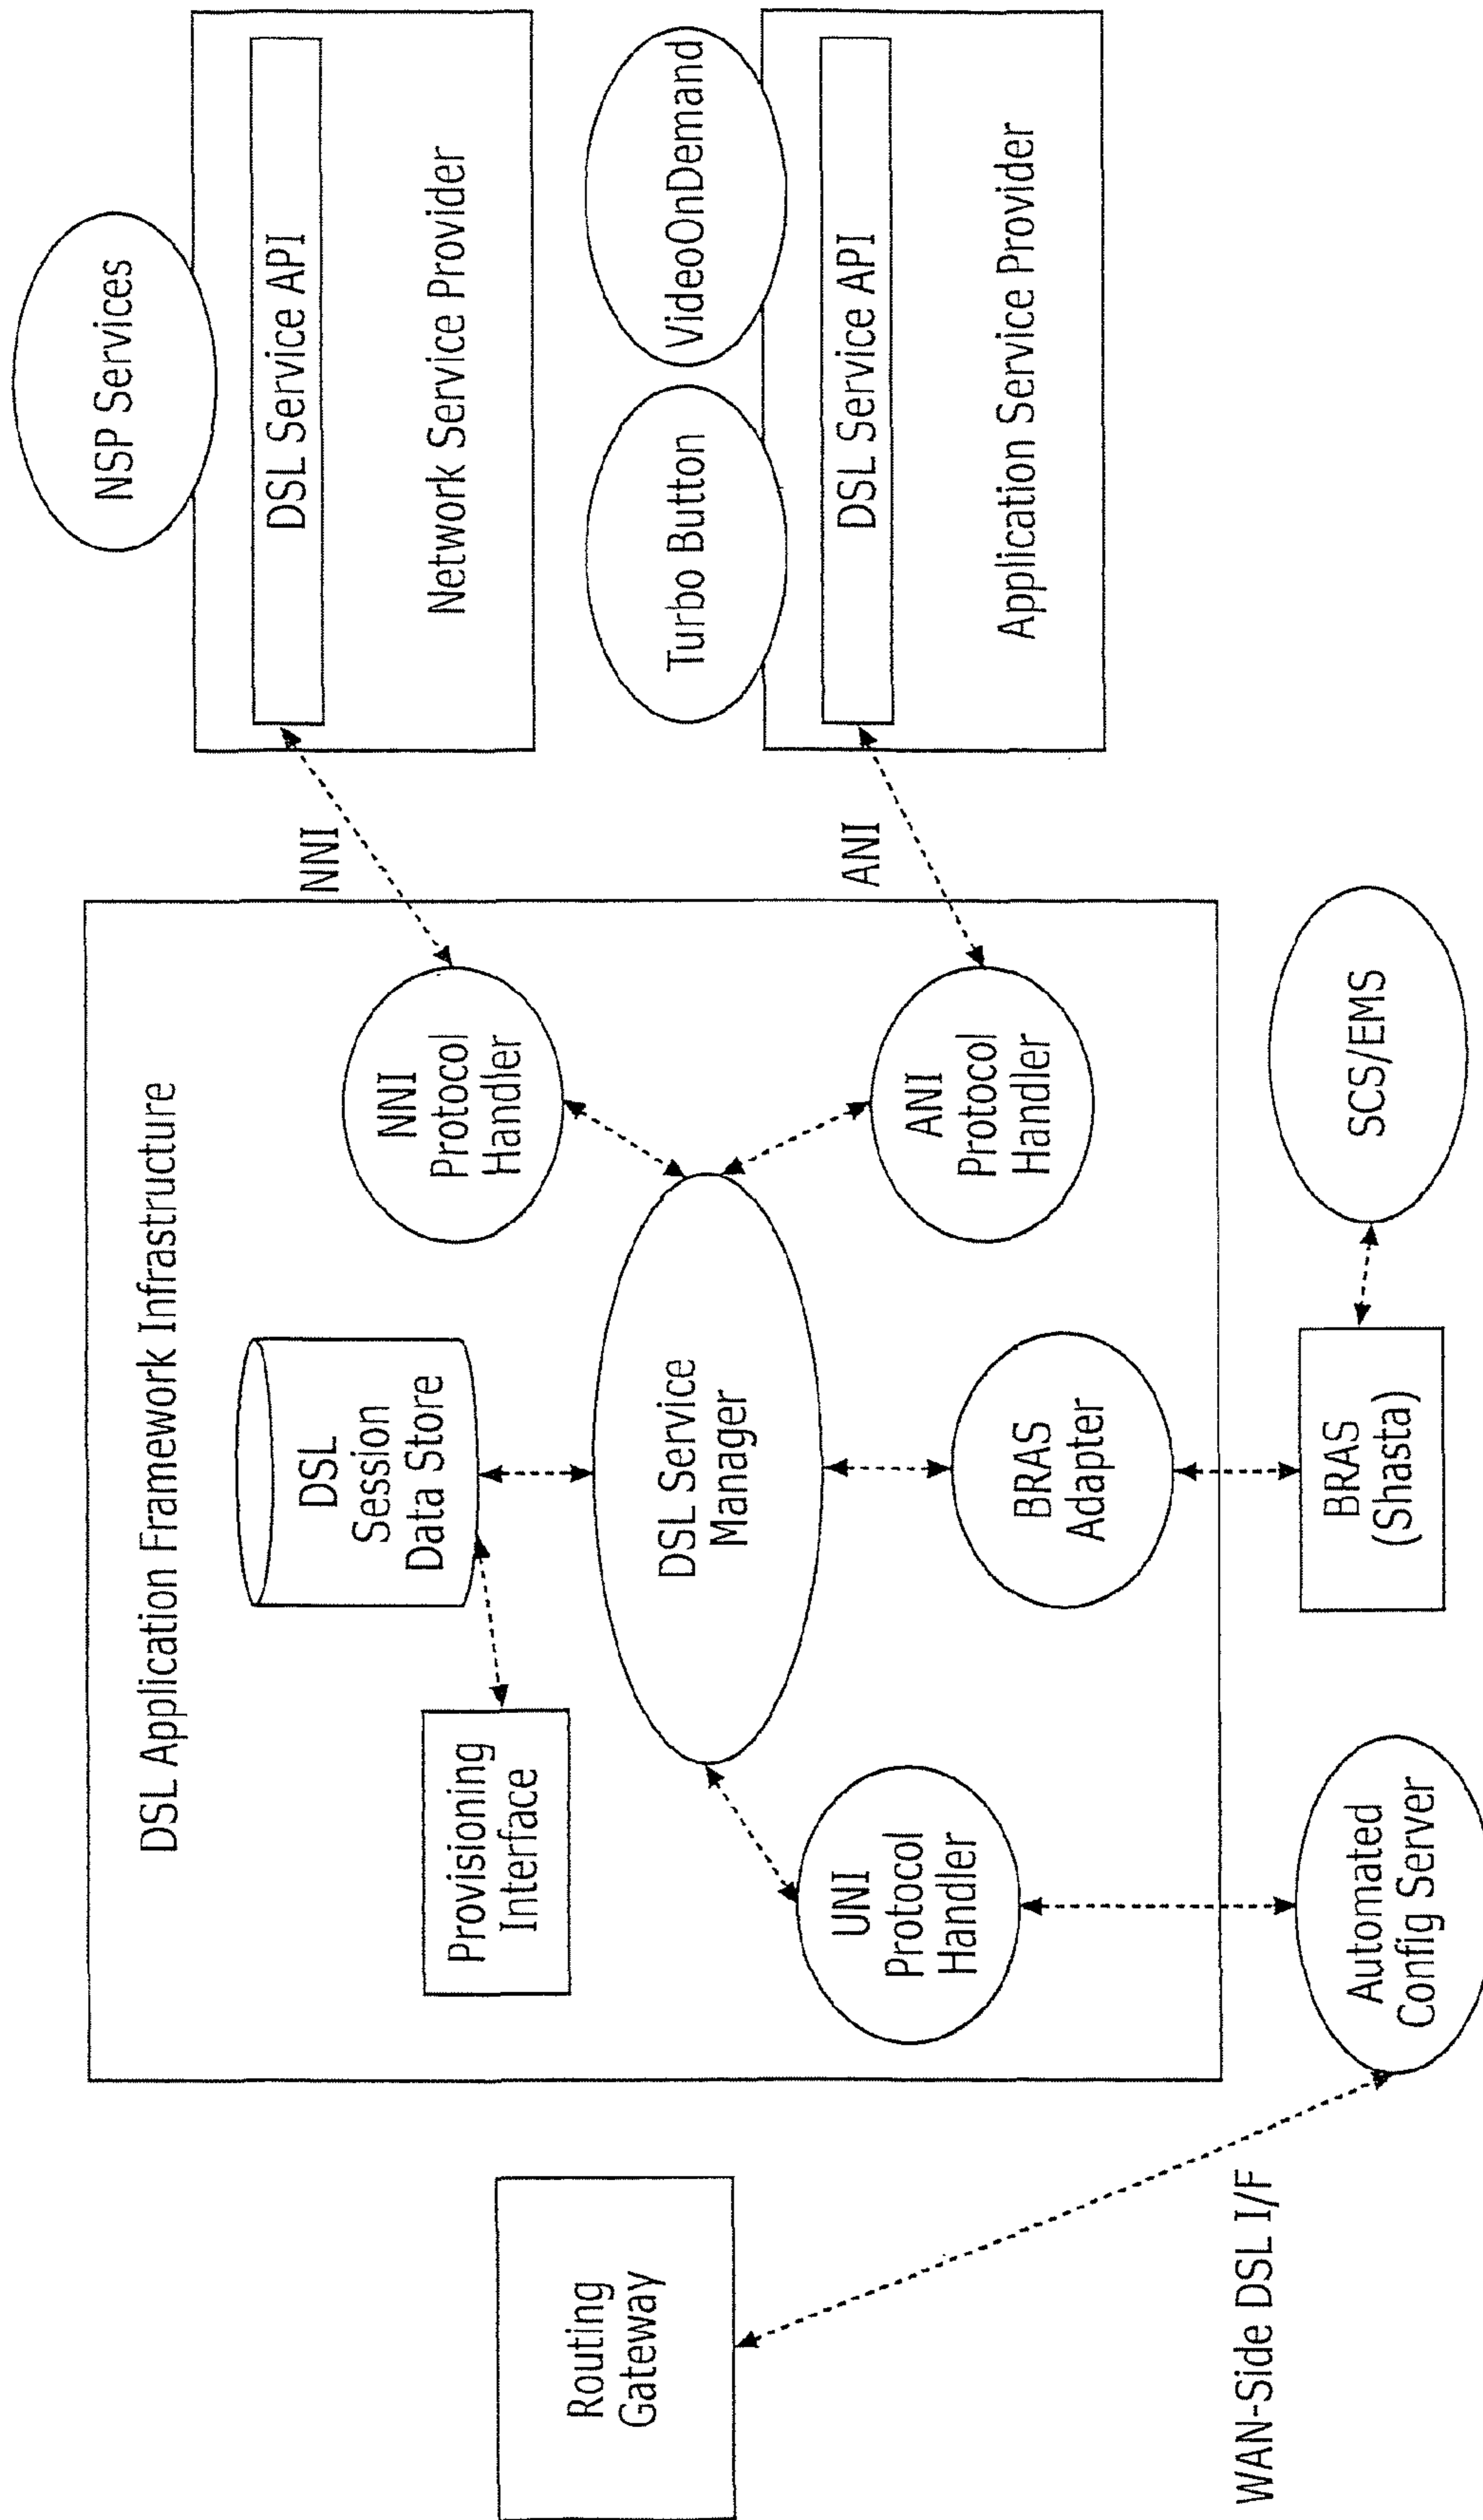 DSL Application Framework Infrastructure
NSP Services
DSL Service API
Network Service Provider
NNI
DSL
Session
Data Store
Provisioning
Interface
NNI
Protocol
Handler
Routing
Gateway
DSL Service
Manager
Turbo Button
VideoOnDemand
DSL Service API
Application Service Provider
ANI
UNI
Protocol
Handler
BRAS
Adapter
ANI
Protocol
Handler
WAN-Side DSL I/F
Automated
Config Server
BRAS
(Shasta)
SCS/EMS